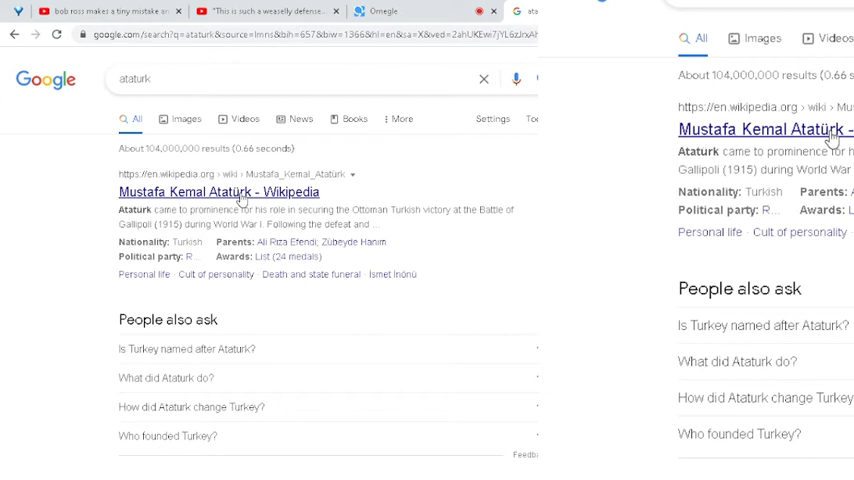 bob ross makes a tiny mistake an
"This is such a weaselly defense
Omegle
ata
google.com/search?q=ataturk&source=lnms&bih=657&biw=1366&hl=en&sa=X&ved=
Google
ataturk
All Images Videos News Books More Settings
About 104,000,000 results (0.66 seconds)
https://en.wikipedia.org › wiki › Mustafa_Kemal_Atatürk
Mustafa Kemal Atatürk - Wikipedia
Ataturk came to prominence for his role in securing the Ottoman Turkish victory at the Battle of
Gallipoli (1915) during World War I. Following the defeat and ...
Nationality: Turkish Parents: Ali Rıza Efendi; Zübeyde Hanım
Political party: R... Awards: List (24 medals)
Personal life · Cult of personality · Death and state funeral · İsmet İnönü
People also ask
Is Turkey named after Ataturk?
What did Ataturk do?
How did Ataturk change Turkey?
Who founded Turkey?
Feedb
All Images Videos
About 104,000,000 results (0.66 s
https://en.wikipedia.org › wiki › Mu
Mustafa Kemal Atatürk -
Ataturk came to prominence for h
Gallipoli (1915) during World War
Nationality: Turkish Parents:
Political party: R... Awards: L
Personal life · Cult of personality ·
People also ask
Is Turkey named after Ataturk?
What did Ataturk do?
How did Ataturk change Turkey
Who founded Turkey?